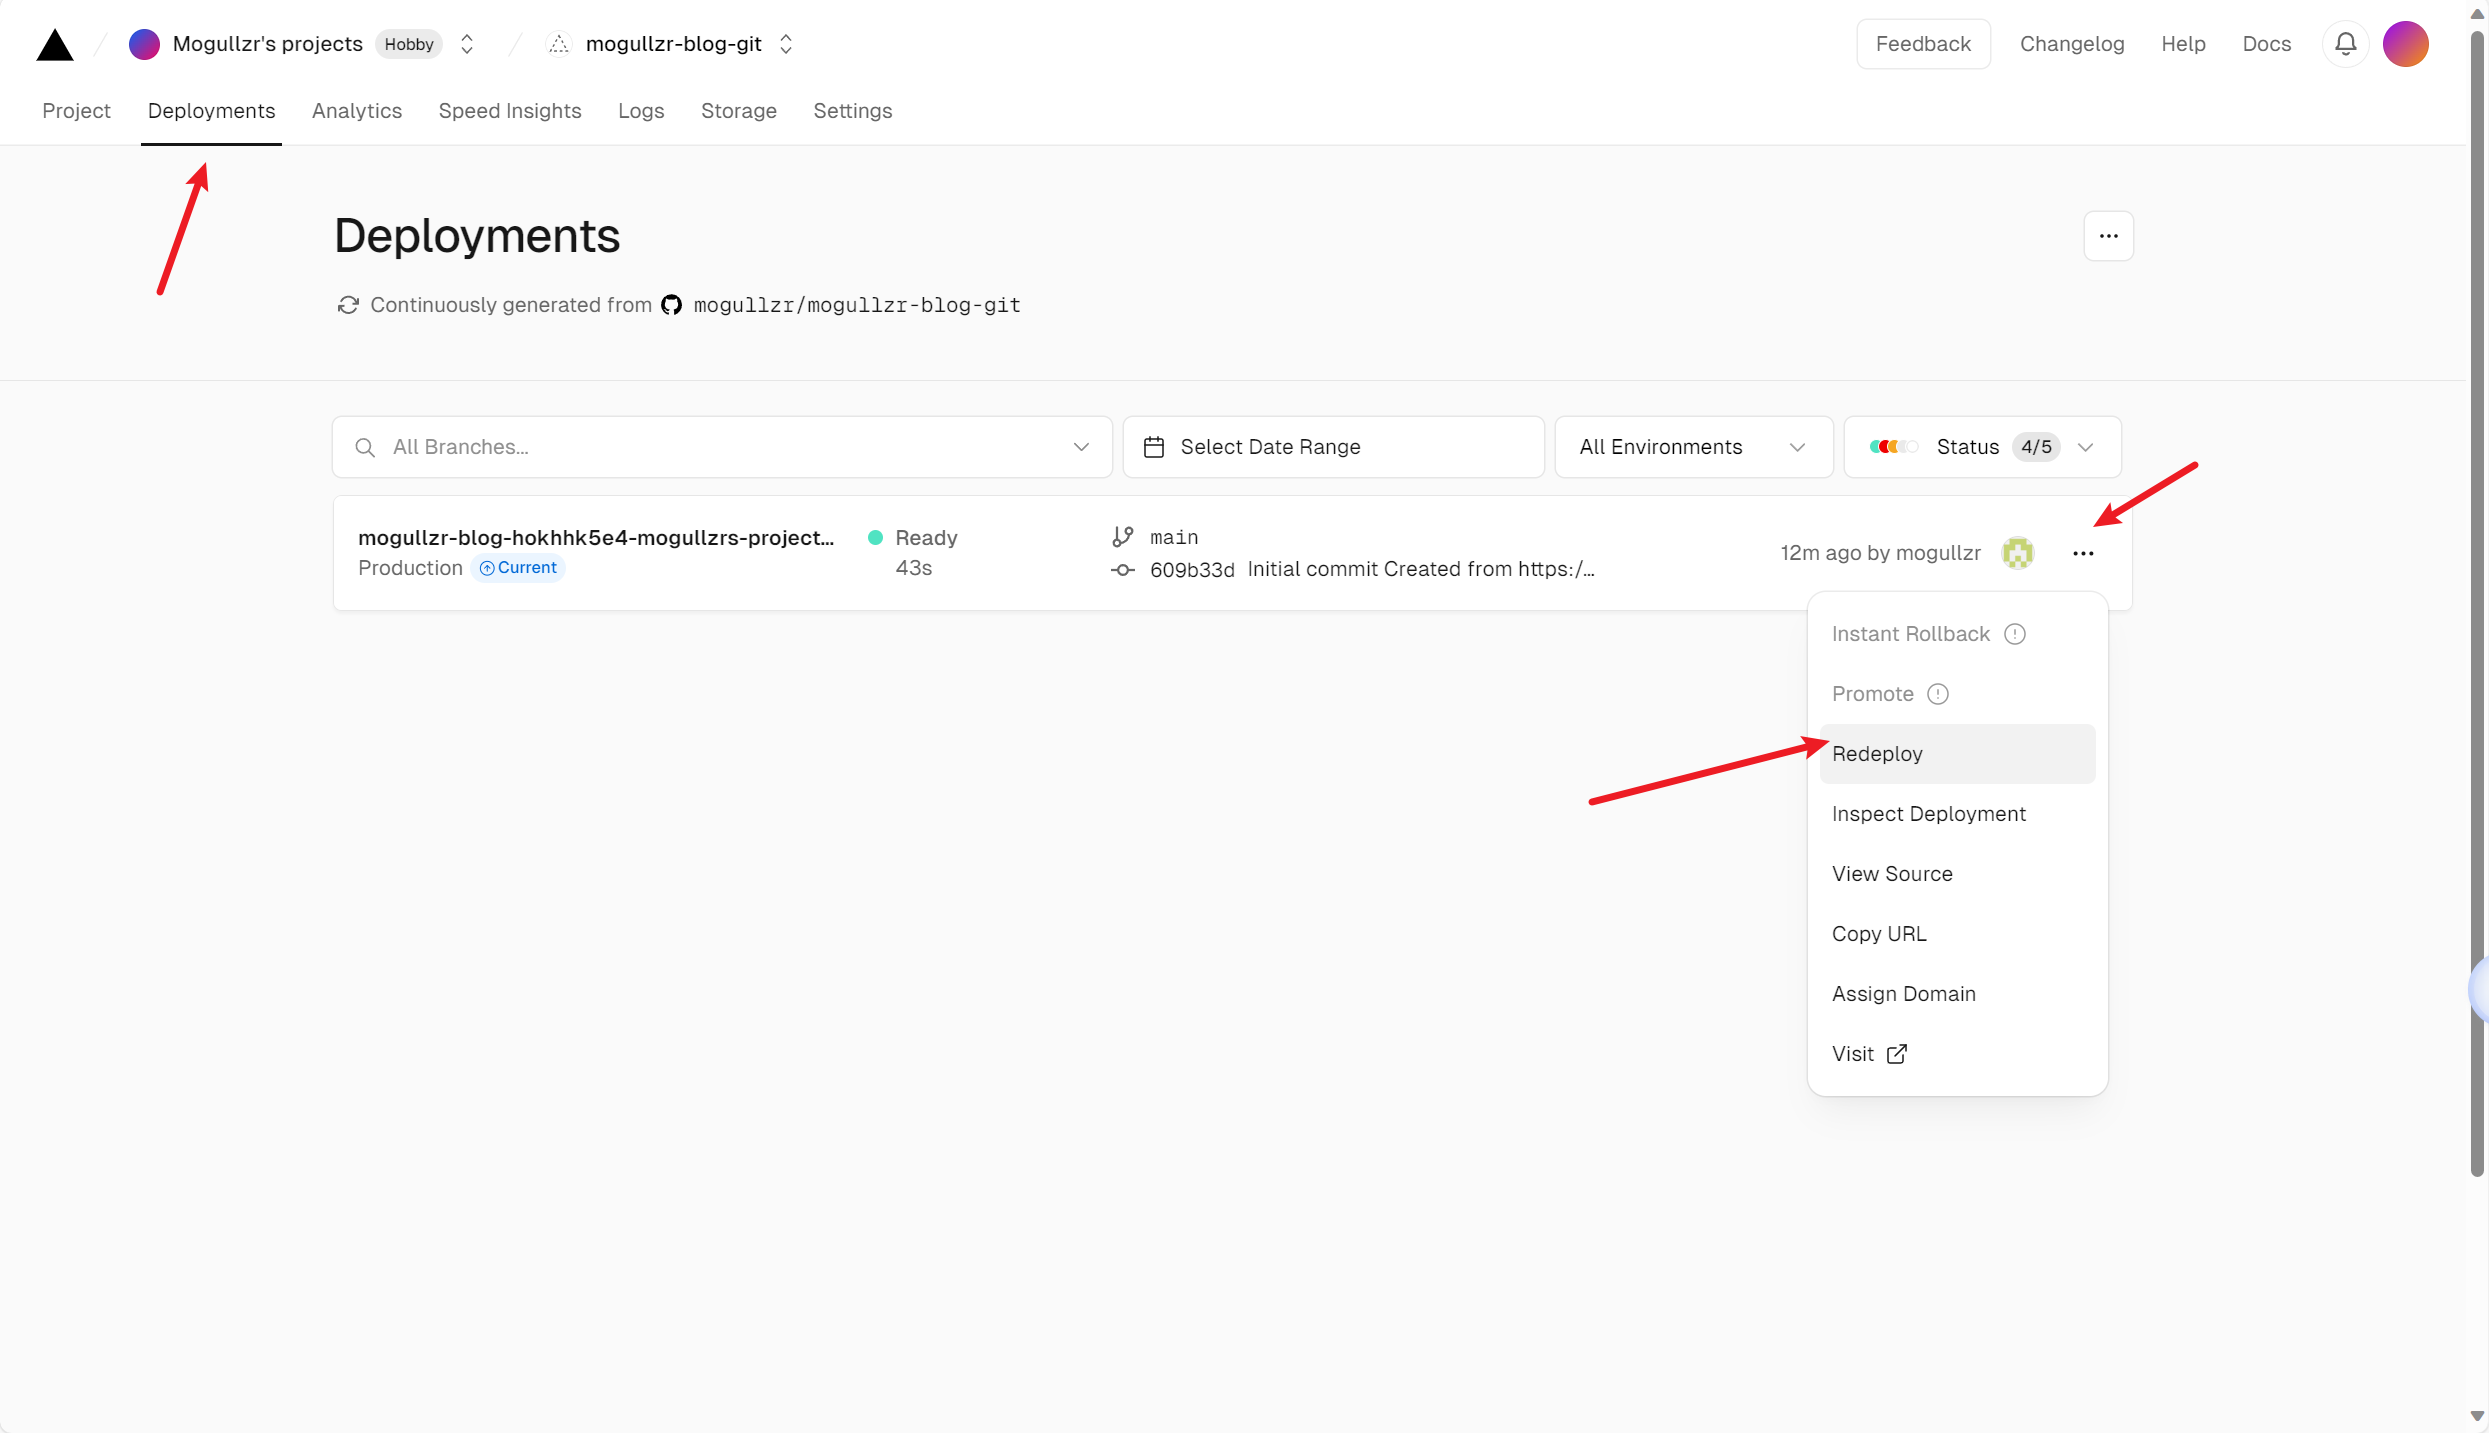 Mogullzr's projects Hobby mogullzr-blog-git Feedback Changelog Help Docs
Project Deployments Analytics Speed Insights Logs Storage Settings
Deployments
Continuously generated from mogullzr/mogullzr-blog-git
All Branches... Select Date Range All Environments Status 4/5
mogullzr-blog-hokhhk5e4-mogullzrs-project... Ready main
Production Current 43s 609b33d Initial commit Created from https:/...
12m ago by mogullzr
Instant Rollback
Promote
Redeploy
Inspect Deployment
View Source
Copy URL
Assign Domain
Visit